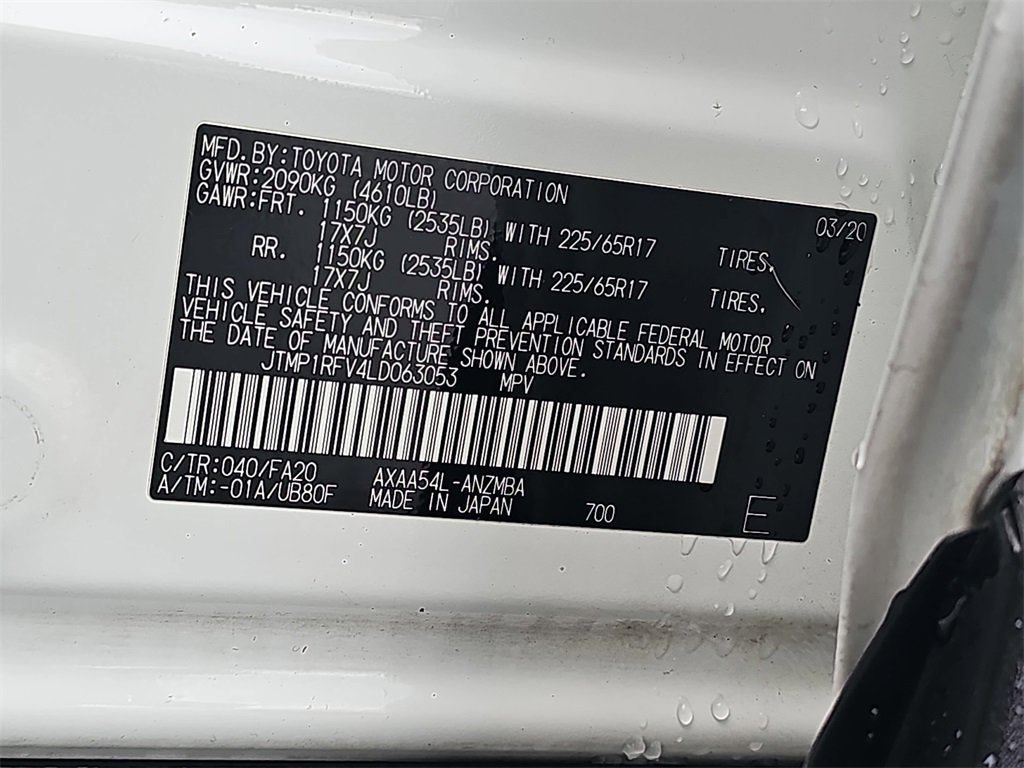 MFD.BY:TOYOTA MOTOR CORPORATION 03/20
GVWR:2090KG (4610LB)
GAWR:FRT. 1150KG (2535LB) WITH 225/65R17 TIRES,
17X7J RIMS.
RR. 1150KG (2535LB) WITH 225/65R17 TIRES.
17X7J RIMS.
THIS VEHICLE CONFORMS TO ALL APPLICABLE FEDERAL MOTOR
VEHICLE SAFETY AND THEFT PREVENTION STANDARDS IN EFFECT ON
THE DATE OF MANUFACTURE SHOWN ABOVE.
JTMP1RFV4LD063053 MPV
C/TR:040/FA20 AXAA54L-ANZMBA
A/TM:-01A/UB80F MADE IN JAPAN 700 E